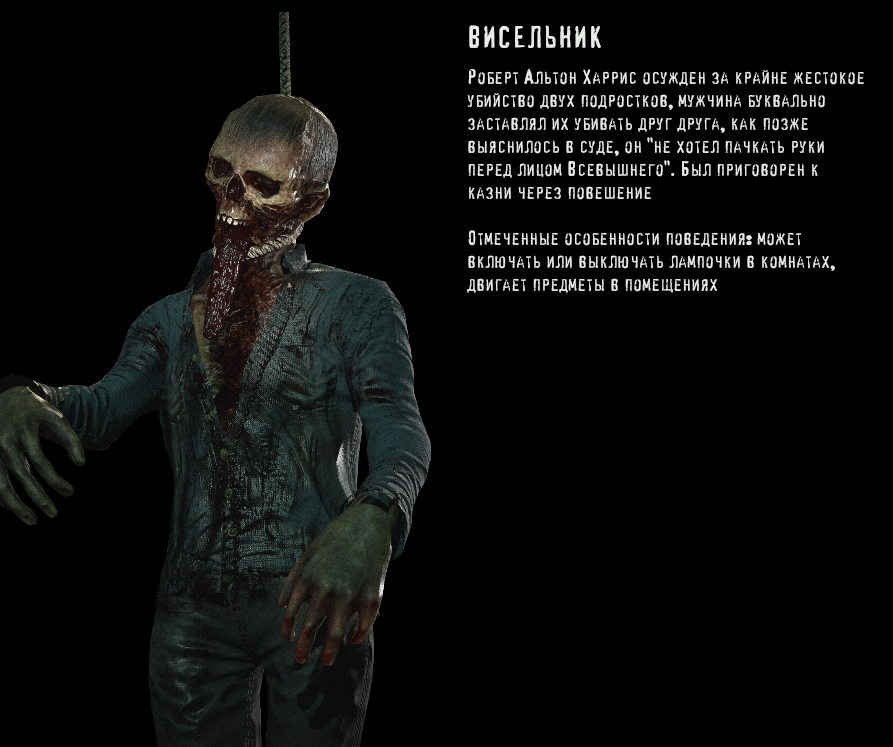 ВИСЕЛЬНИК
Роберт Альтон Харрис осужден за крайне жестокое
убийство двух подростков, мужчина буквально
заставлял их убивать друг друга, как позже
выяснилось в суде, он "не хотел пачкать руки
перед лицом Всевышнего". Был приговорен к
казни через повешение
Отмеченные особенности поведения: может
включать или выключать лампочки в комнатах,
двигает предметы в помещениях